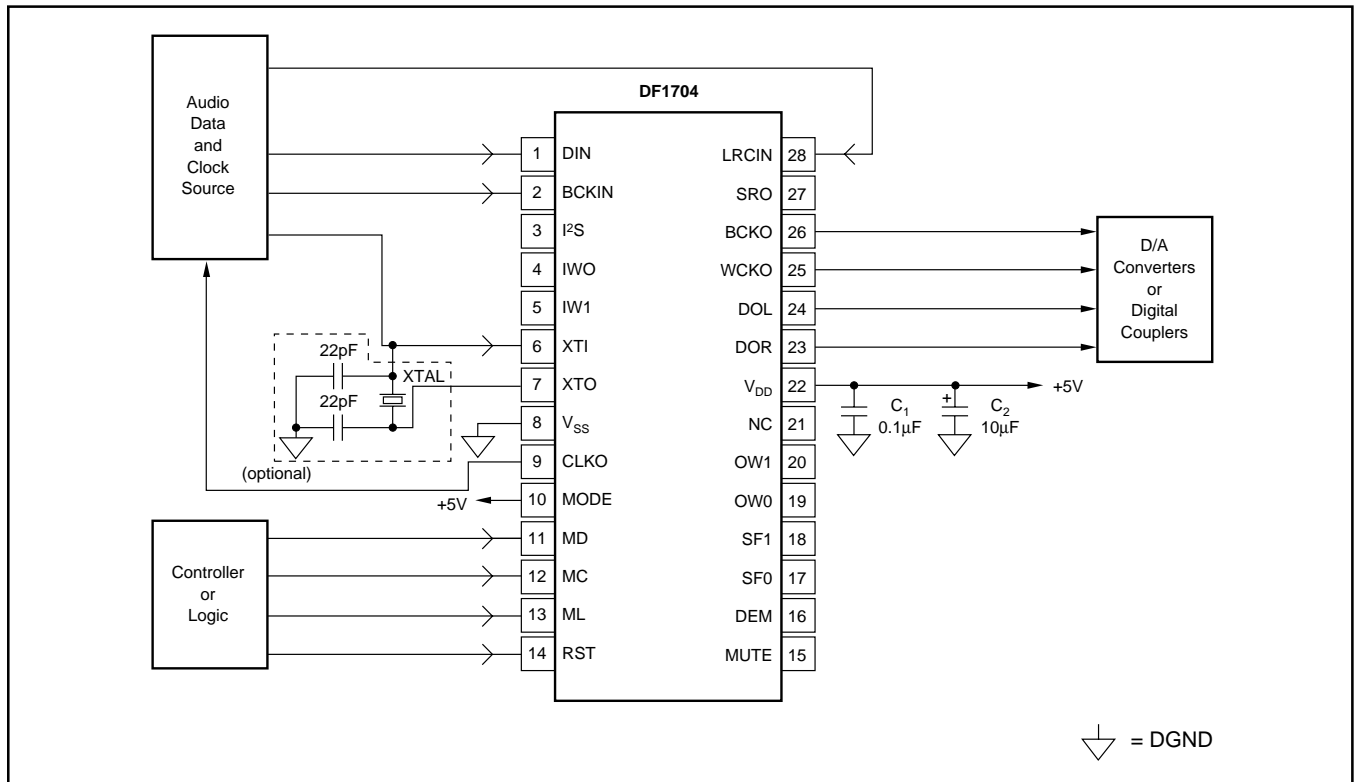 DF1704
Audio
Data
and
Clock
Source
1 DIN
2 BCKIN
3 I²S
4 IWO
5 IW1
6 XTI
7 XTO
8 VSS
9 CLKO
10 MODE
11 MD
12 MC
13 ML
14 RST
LRCIN 28
SRO 27
BCKO 26
WCKO 25
DOL 24
DOR 23
VDD 22
NC 21
OW1 20
OW0 19
SF1 18
SF0 17
DEM 16
MUTE 15
22pF
XTAL
22pF
(optional)
+5V
Controller
or
Logic
D/A
Converters
or
Digital
Couplers
+5V
C1
0.1µF
+
C2
10µF
= DGND